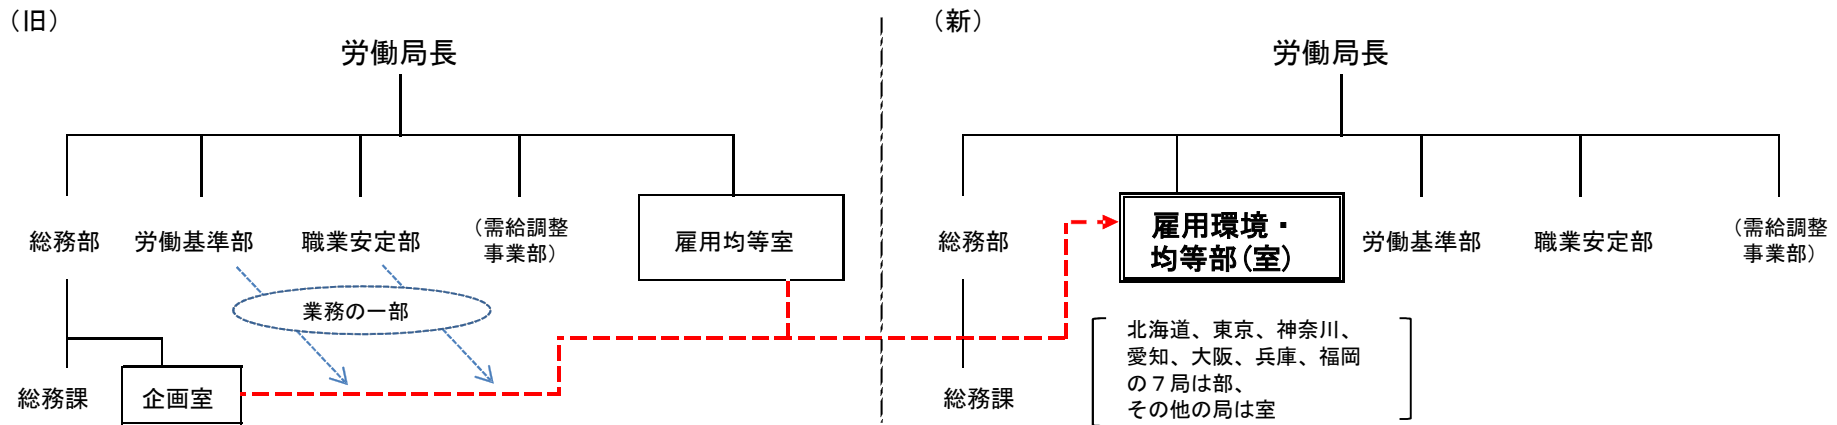 （旧）
労働局長
総務部
労働基準部
職業安定部
（需給調整
事業部）
雇用均等室
業務の一部
総務課
企画室
（新）
労働局長
総務部
雇用環境・
均等部（室）
労働基準部
職業安定部
（需給調整
事業部）
総務課
北海道、東京、神奈川、
愛知、大阪、兵庫、福岡
の７局は部、
その他の局は室